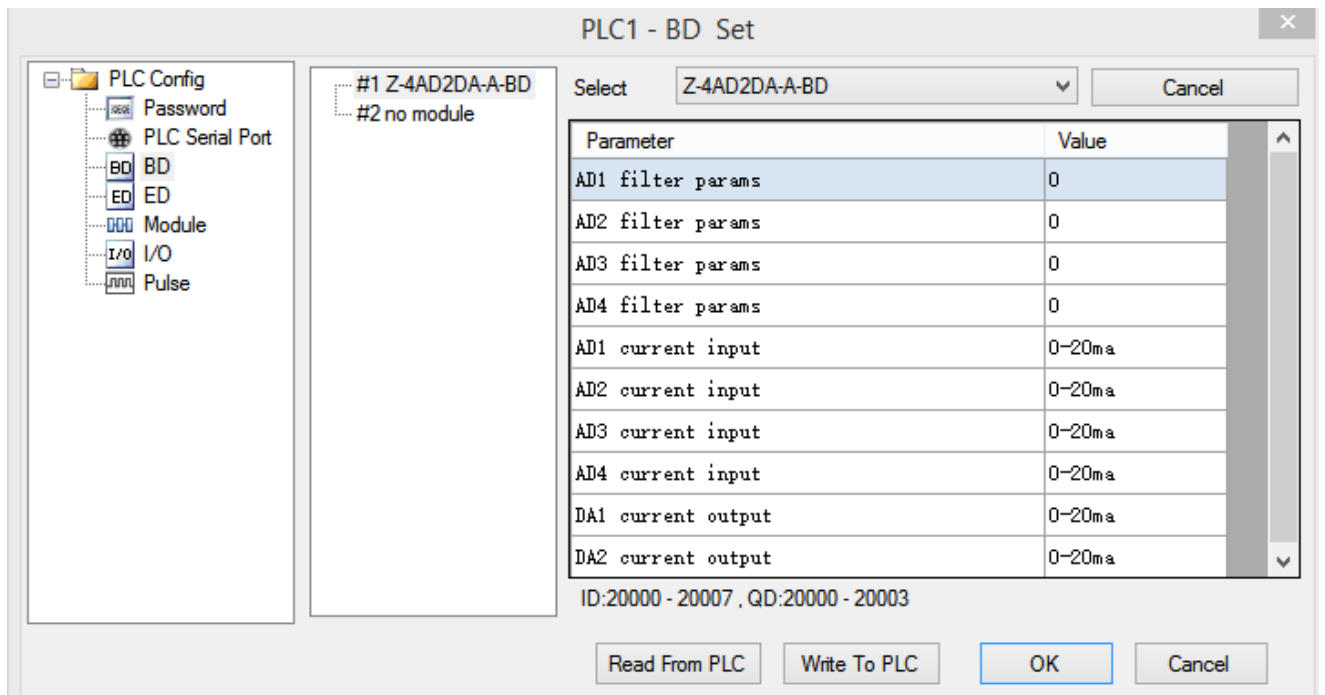 PLC1 - BD Set
PLC Config
Password
PLC Serial Port
BD BD
ED ED
Module
I/O I/O
Pulse
#1 Z-4AD2DA-A-BD
#2 no module
Select Z-4AD2DA-A-BD Cancel
Parameter Value
AD1 filter params 0
AD2 filter params 0
AD3 filter params 0
AD4 filter params 0
AD1 current input 0-20ma
AD2 current input 0-20ma
AD3 current input 0-20ma
AD4 current input 0-20ma
DA1 current output 0-20ma
DA2 current output 0-20ma
ID:20000 - 20007 , QD:20000 - 20003
Read From PLC Write To PLC OK Cancel